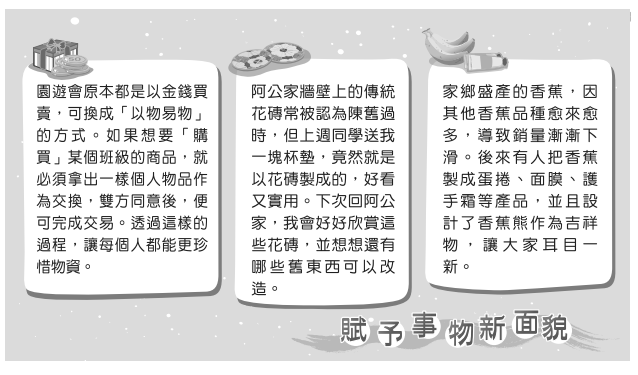 園遊會原本都是以金錢買
賣，可換成「以物易物」
的方式。如果想要「購
買」某個班級的商品，就
必須拿出一樣個人物品作
為交換，雙方同意後，便
可完成交易。透過這樣的
過程，讓每個人都能更珍
惜物資。
阿公家牆壁上的傳統
花磚常被認為陳舊過
時，但上週同學送我
一塊杯墊，竟然就是
以花磚製成的，好看
又實用。下次回阿公
家，我會好好欣賞這
些花磚，並想想還有
哪些舊東西可以改
造。
家鄉盛產的香蕉，因
其他香蕉品種愈來愈
多，導致銷量漸漸下
滑。後來有人把香蕉
製成蛋捲、面膜、護
手霜等產品，並且設
計了香蕉熊作為吉祥
物，讓大家耳目一
新。
賦予事物新面貌